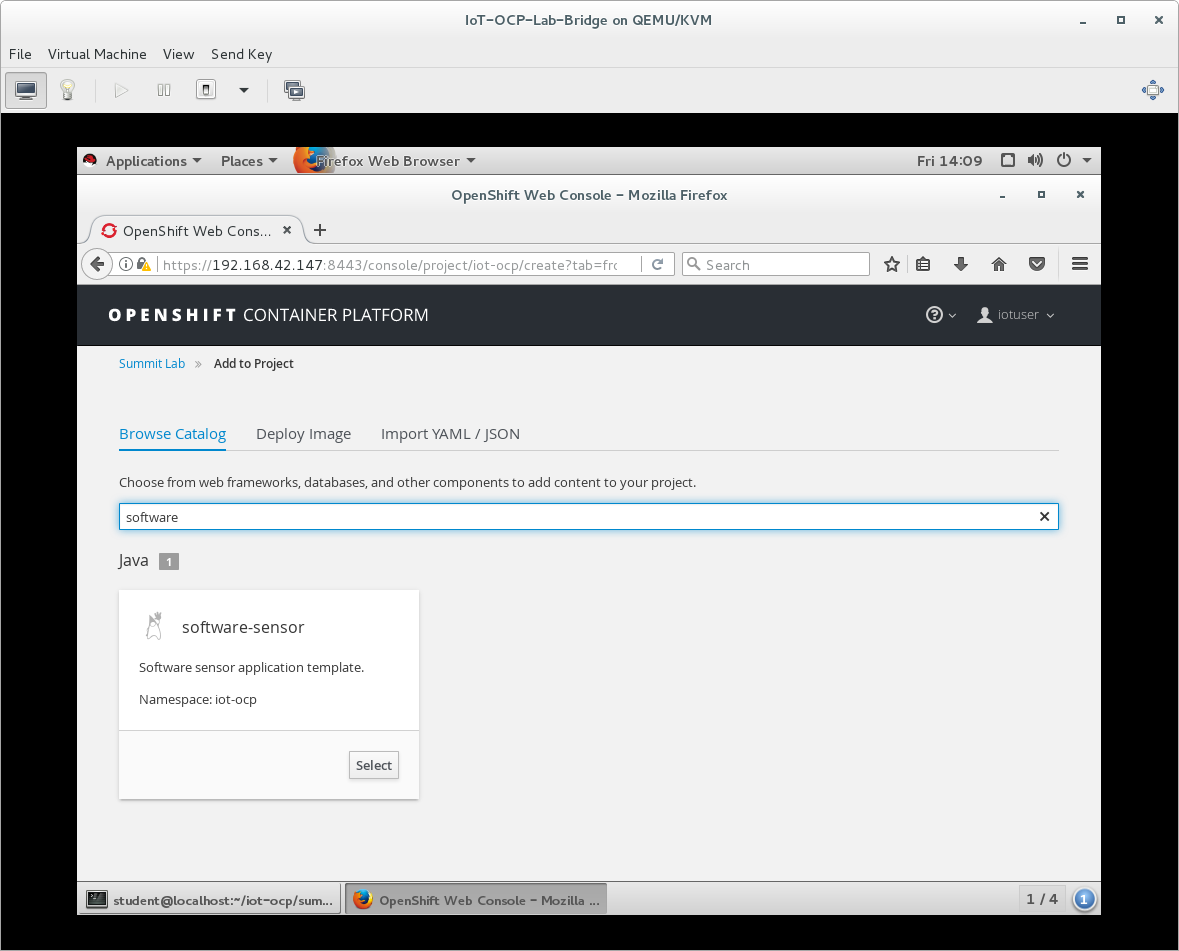 IoT-OCP-Lab-Bridge on QEMU/KVM
File Virtual Machine View Send Key
Applications Places Firefox Web Browser Fri 14:09
OpenShift Web Console - Mozilla Firefox
OpenShift Web Cons...
https://192.168.42.147:8443/console/project/iot-ocp/create?tab=fro Search
OPENSHIFT CONTAINER PLATFORM iotuser
Summit Lab » Add to Project
Browse Catalog Deploy Image Import YAML / JSON
Choose from web frameworks, databases, and other components to add content to your project.
software
Java 1
software-sensor
Software sensor application template.
Namespace: iot-ocp
Select
student@localhost:~/iot-ocp/sum... OpenShift Web Console - Mozilla ... 1 / 4 1